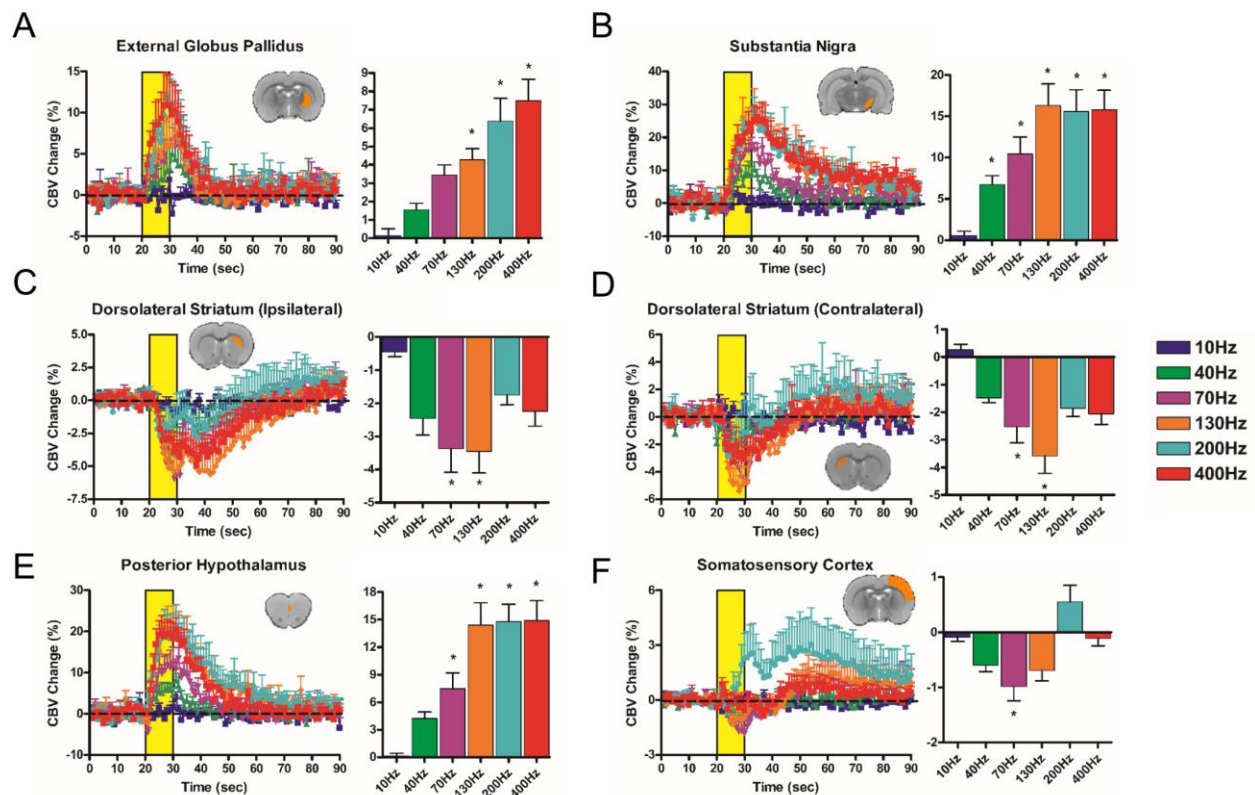 A
External Globus Pallidus
CBV Change (%)
15
10
5
0
-5
0 10 20 30 40 50 60 70 80 90
Time (sec)
9
8
7
6
5
4
3
2
1
0
*
*
*
10Hz 40Hz 70Hz 130Hz 200Hz 400Hz
B
Substantia Nigra
CBV Change (%)
40
30
20
10
0
-10
0 10 20 30 40 50 60 70 80 90
Time (sec)
20
15
10
5
0
* * * * *
10Hz 40Hz 70Hz 130Hz 200Hz 400Hz
C
Dorsolateral Striatum (Ipsilateral)
CBV Change (%)
5.0
2.5
0.0
-2.5
-5.0
-7.5
0 10 20 30 40 50 60 70 80 90
Time (sec)
0
-1
-2
-3
-4
-5
* *
10Hz 40Hz 70Hz 130Hz 200Hz 400Hz
D
Dorsolateral Striatum (Contralateral)
CBV Change (%)
6
4
2
0
-2
-4
-6
0 10 20 30 40 50 60 70 80 90
Time (sec)
1
0
-1
-2
-3
-4
-5
*
*
10Hz 40Hz 70Hz 130Hz 200Hz 400Hz
10Hz
40Hz
70Hz
130Hz
200Hz
400Hz
E
Posterior Hypothalamus
CBV Change (%)
30
20
10
0
-10
0 10 20 30 40 50 60 70 80 90
Time (sec)
18
15
12
9
6
3
0
* * * *
10Hz 40Hz 70Hz 130Hz 200Hz 400Hz
F
Somatosensory Cortex
CBV Change (%)
6
3
0
-3
0 10 20 30 40 50 60 70 80 90
Time (sec)
1
0
-1
-2
*
10Hz 40Hz 70Hz 130Hz 200Hz 400Hz